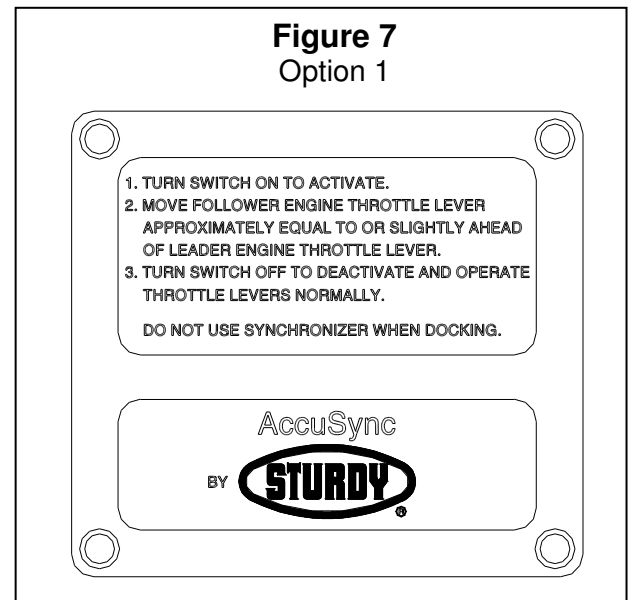 Figure 7
Option 1
1. TURN SWITCH ON TO ACTIVATE.
2. MOVE FOLLOWER ENGINE THROTTLE LEVER
APPROXIMATELY EQUAL TO OR SLIGHTLY AHEAD
OF LEADER ENGINE THROTTLE LEVER.
3. TURN SWITCH OFF TO DEACTIVATE AND OPERATE
THROTTLE LEVERS NORMALLY.
DO NOT USE SYNCHRONIZER WHEN DOCKING.
AccuSync
BY STURDY ®